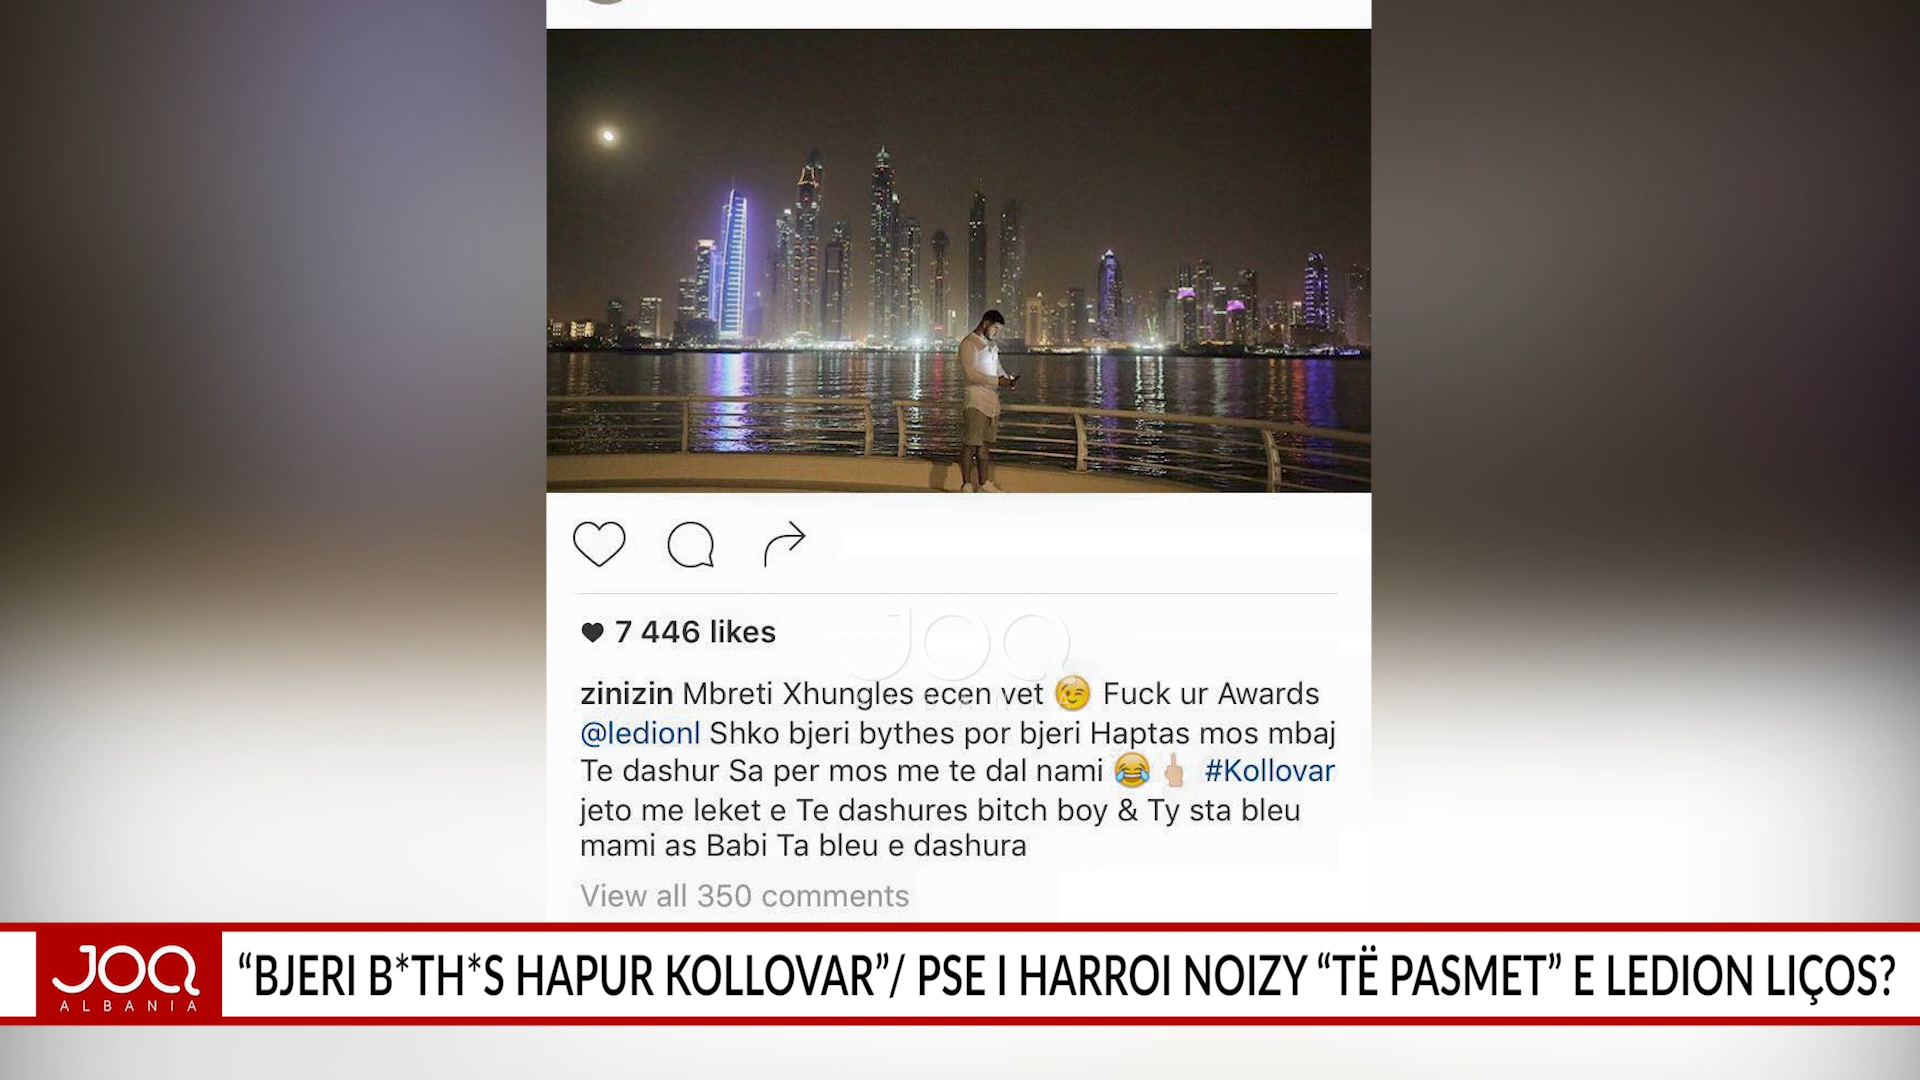 7 446 likes
JOQ
zinizin Mbreti Xhungles ecen vet 😉 Fuck ur Awards
@ledionl Shko bjeri bythes por bjeri Haptas mos mbaj
Te dashur Sa per mos me te dal nami 😂🖕🏼 #Kollovar
jeto me leket e Te dashures bitch boy & Ty sta bleu
mami as Babi Ta bleu e dashura
View all 350 comments
JOQ
ALBANIA
“BJERI B*TH*S HAPUR KOLLOVAR”/ PSE I HARROI NOIZY “TË PASMET” E LEDION LIÇOS?